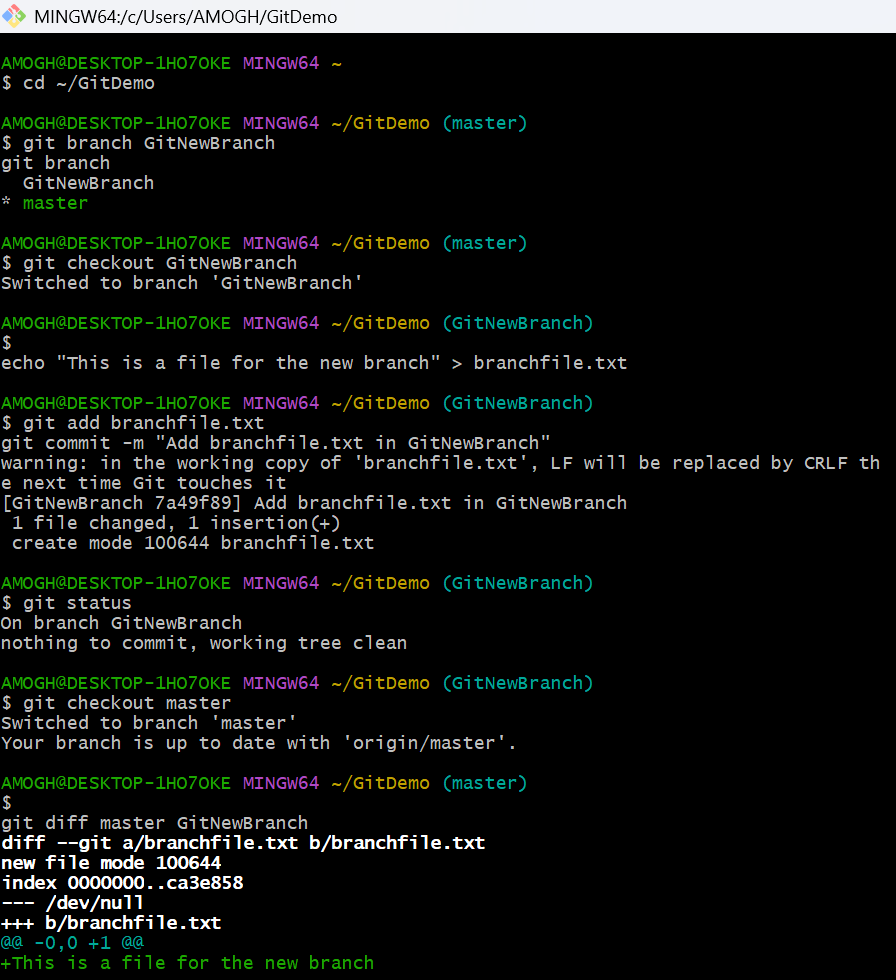 MINGW64:/c/Users/AMOGH/GitDemo
AMOGH@DESKTOP-1HO7OKE MINGW64 ~
$ cd ~/GitDemo
AMOGH@DESKTOP-1HO7OKE MINGW64 ~/GitDemo (master)
$ git branch GitNewBranch
git branch
  GitNewBranch
* master
AMOGH@DESKTOP-1HO7OKE MINGW64 ~/GitDemo (master)
$ git checkout GitNewBranch
Switched to branch 'GitNewBranch'
AMOGH@DESKTOP-1HO7OKE MINGW64 ~/GitDemo (GitNewBranch)
$
echo "This is a file for the new branch" > branchfile.txt
AMOGH@DESKTOP-1HO7OKE MINGW64 ~/GitDemo (GitNewBranch)
$ git add branchfile.txt
git commit -m "Add branchfile.txt in GitNewBranch"
warning: in the working copy of 'branchfile.txt', LF will be replaced by CRLF th
e next time Git touches it
[GitNewBranch 7a49f89] Add branchfile.txt in GitNewBranch
 1 file changed, 1 insertion(+)
 create mode 100644 branchfile.txt
AMOGH@DESKTOP-1HO7OKE MINGW64 ~/GitDemo (GitNewBranch)
$ git status
On branch GitNewBranch
nothing to commit, working tree clean
AMOGH@DESKTOP-1HO7OKE MINGW64 ~/GitDemo (GitNewBranch)
$ git checkout master
Switched to branch 'master'
Your branch is up to date with 'origin/master'.
AMOGH@DESKTOP-1HO7OKE MINGW64 ~/GitDemo (master)
$
git diff master GitNewBranch
diff --git a/branchfile.txt b/branchfile.txt
new file mode 100644
index 0000000..ca3e858
--- /dev/null
+++ b/branchfile.txt
@@ -0,0 +1 @@
+This is a file for the new branch